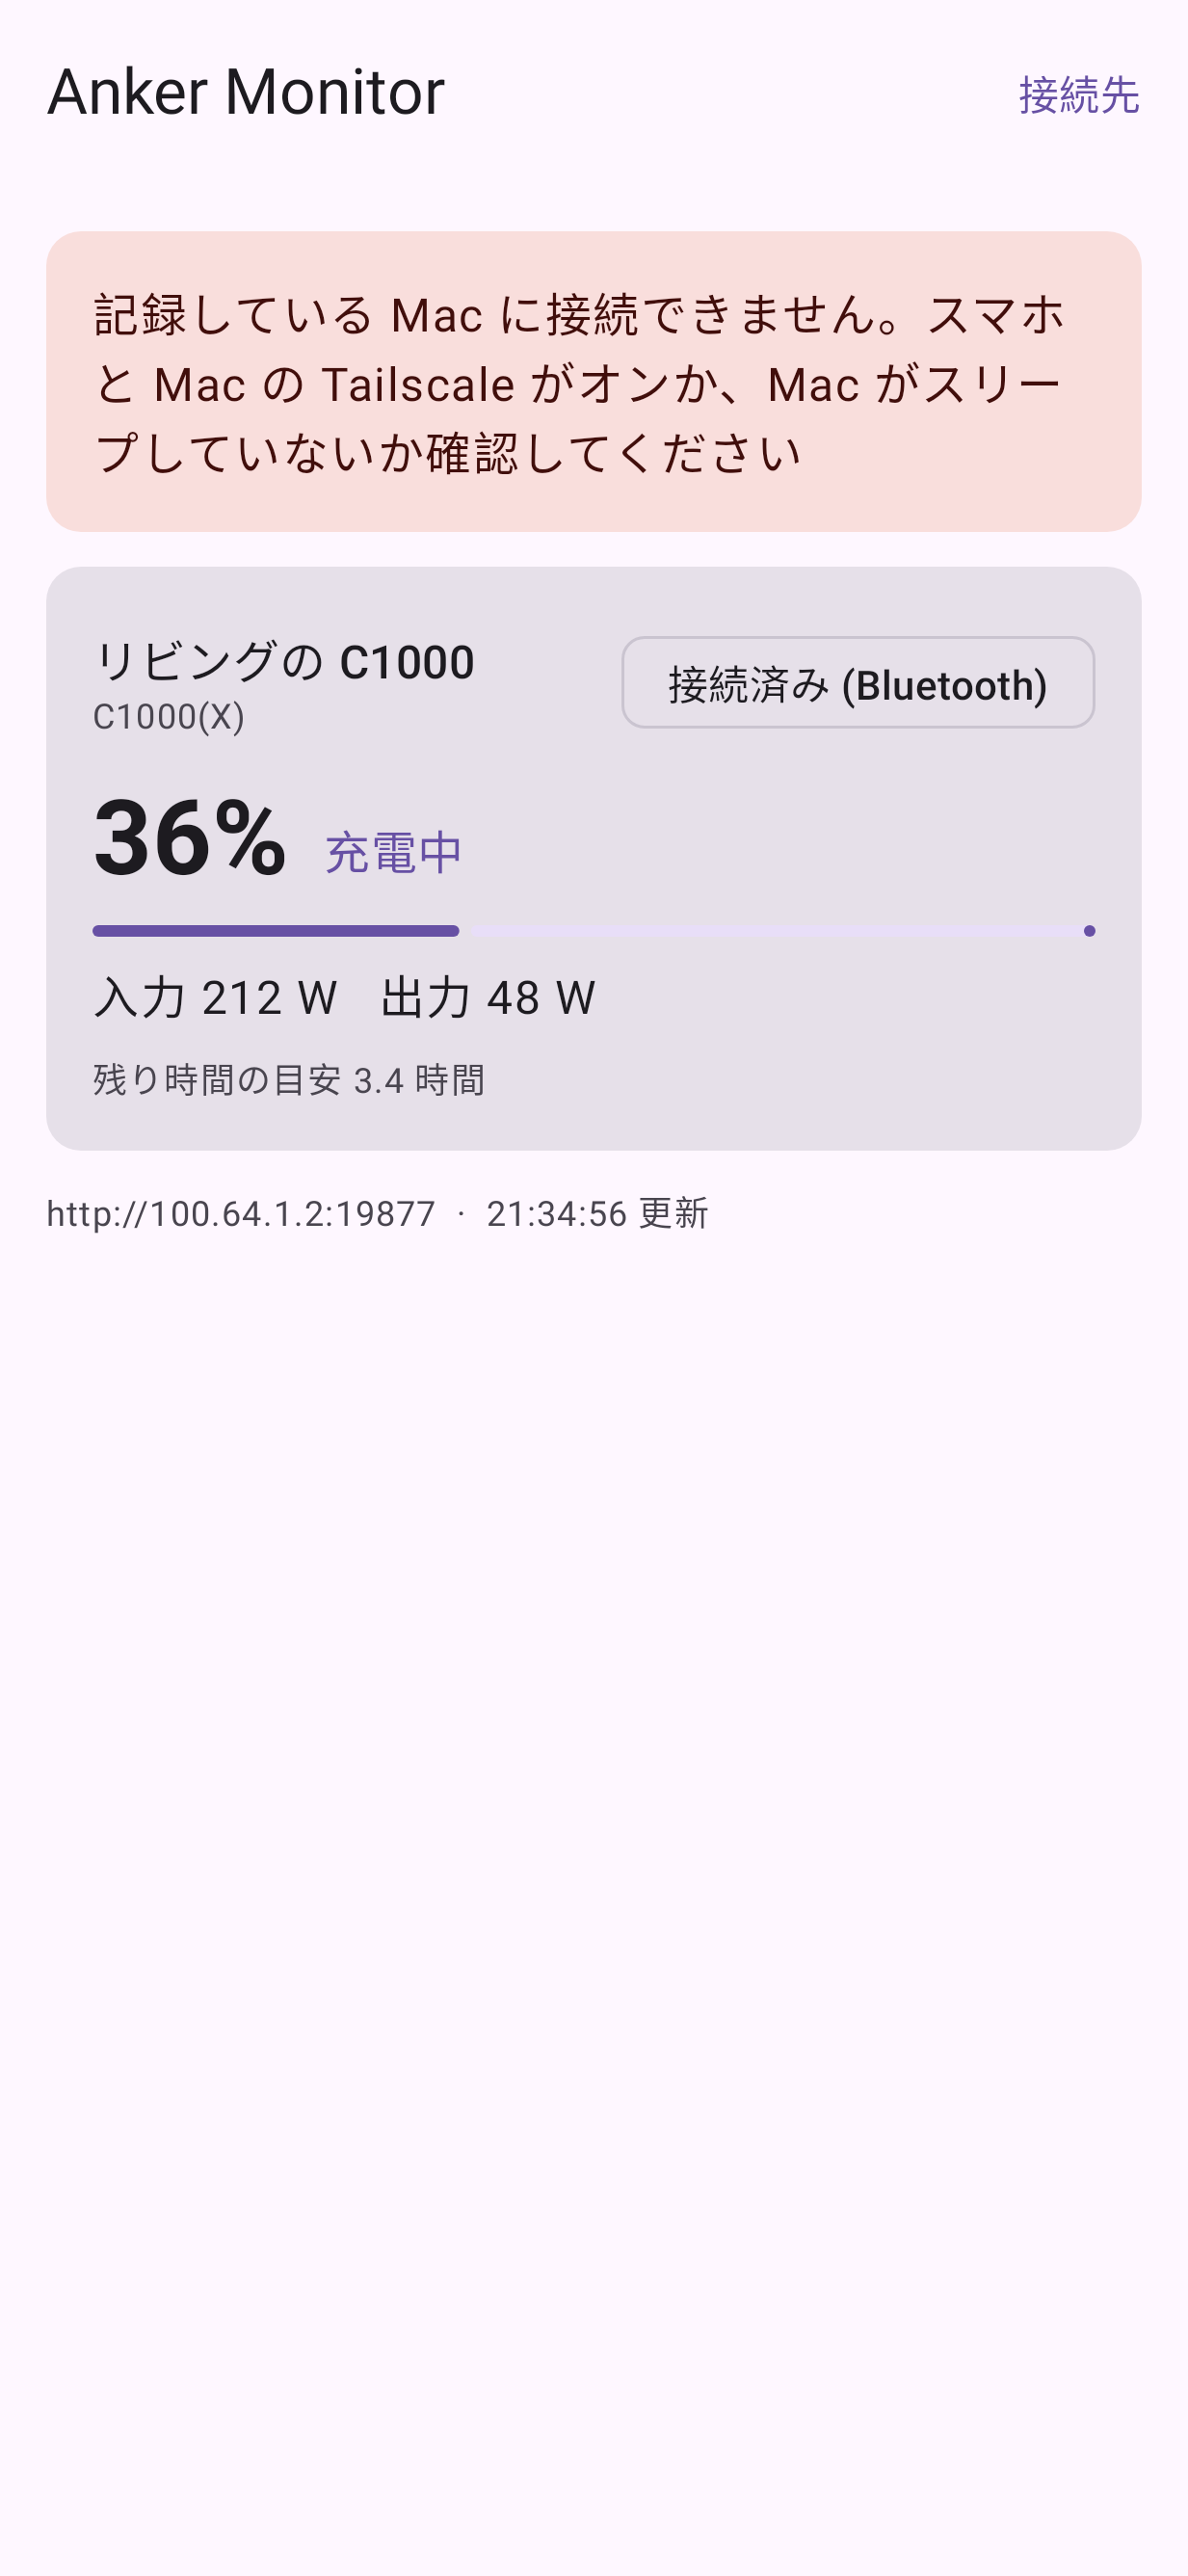 Anker Monitor
接続先
記録している Mac に接続できません。スマホ
と Mac の Tailscale がオンか、Mac がスリー
プしていないか確認してください
リビングの C1000
接続済み (Bluetooth)
C1000(X)
36% 充電中
入力 212 W 出力 48 W
残り時間の目安 3.4 時間
http://100.64.1.2:19877 · 21:34:56 更新